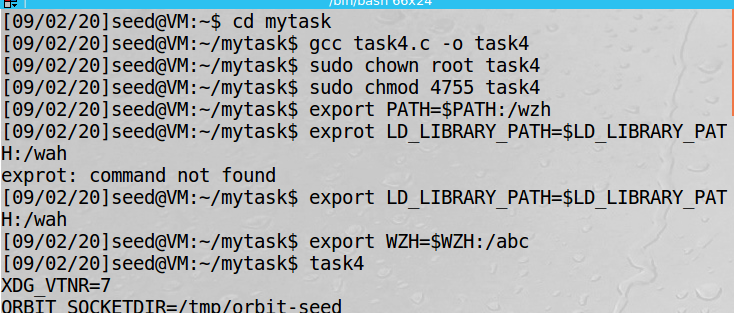 /bin/bash 66x24
[09/02/20]seed@VM:~$ cd mytask
[09/02/20]seed@VM:~/mytask$ gcc task4.c -o task4
[09/02/20]seed@VM:~/mytask$ sudo chown root task4
[09/02/20]seed@VM:~/mytask$ sudo chmod 4755 task4
[09/02/20]seed@VM:~/mytask$ export PATH=$PATH:/wzh
[09/02/20]seed@VM:~/mytask$ exprot LD_LIBRARY_PATH=$LD_LIBRARY_PAT
H:/wah
exprot: command not found
[09/02/20]seed@VM:~/mytask$ export LD_LIBRARY_PATH=$LD_LIBRARY_PAT
H:/wah
[09/02/20]seed@VM:~/mytask$ export WZH=$WZH:/abc
[09/02/20]seed@VM:~/mytask$ task4
XDG_VTNR=7
ORBIT_SOCKETDIR=/tmp/orbit-seed